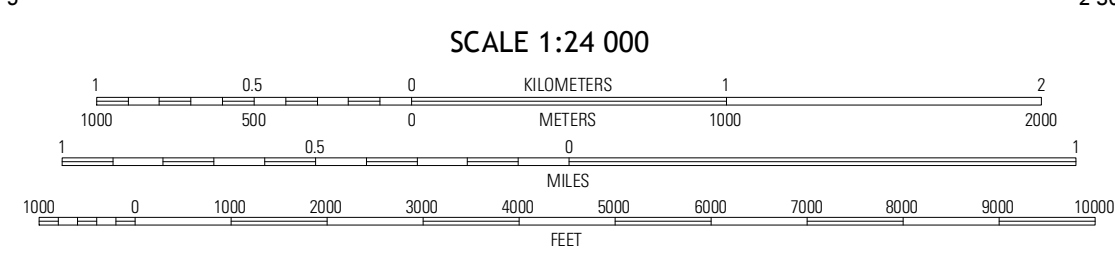 SCALE 1:24 000
1 0.5 0 KILOMETERS 1 2
1000 500 0 METERS 1000 2000
1 0.5 0 1
MILES
1000 0 1000 2000 3000 4000 5000 6000 7000 8000 9000 10000
FEET